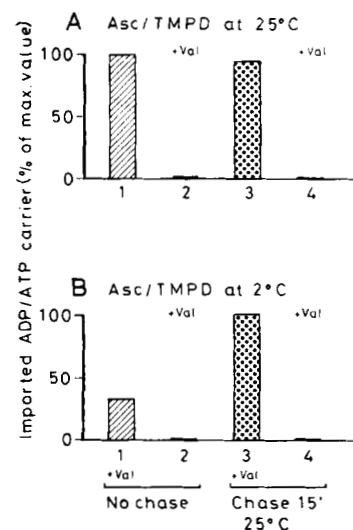 A Asc/TMPD at 25°C
+Val +Val
100
50
0
1 2 3 4
Imported ADP/ATP carrier (% of max. value)
B Asc/TMPD at 2°C
+Val +Val
100
50
0
1 2 3 4
+Val +Val
No chase Chase 15'
25°C